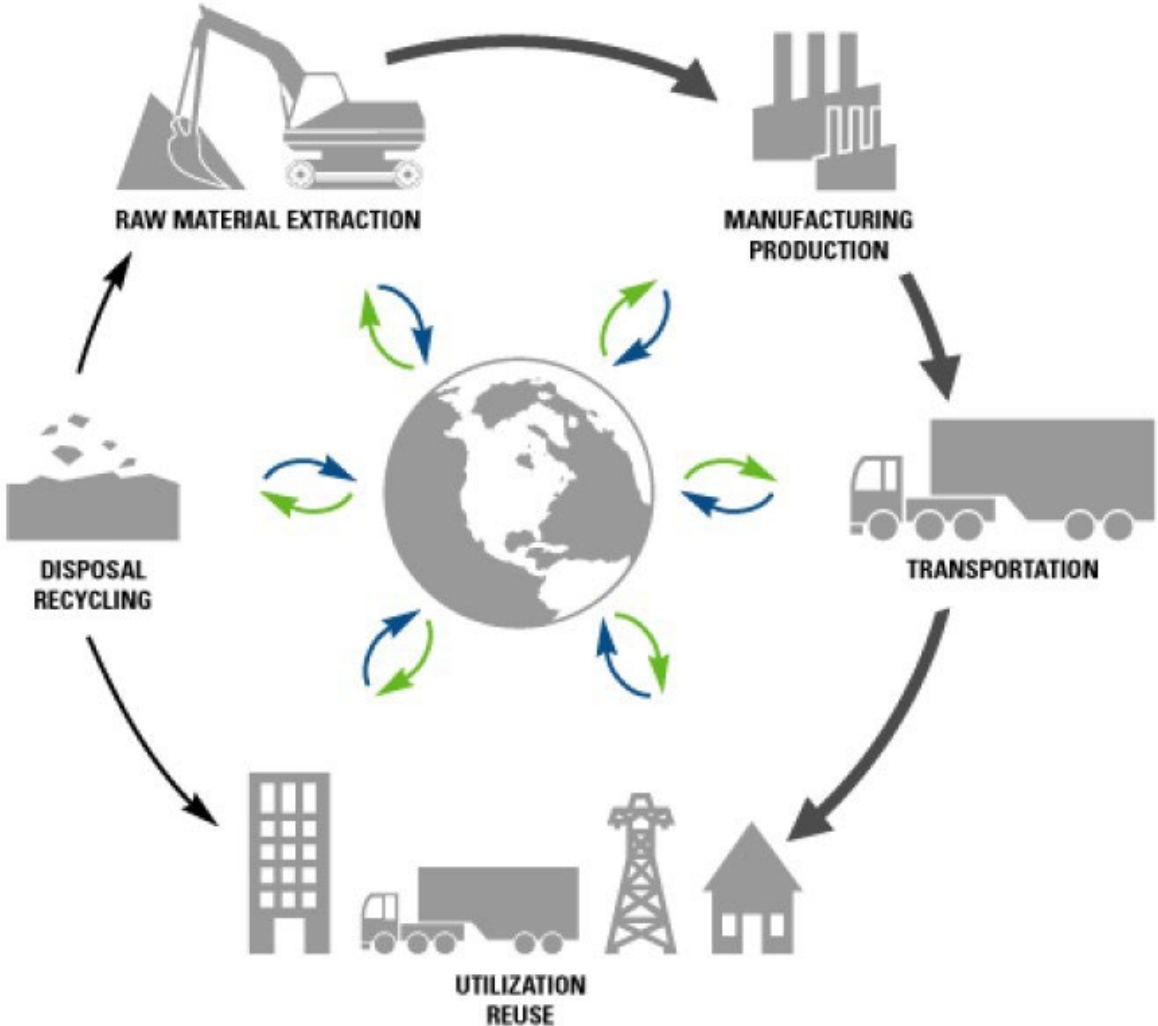 RAW MATERIAL EXTRACTION
MANUFACTURING
PRODUCTION
TRANSPORTATION
DISPOSAL
RECYCLING
UTILIZATION
REUSE